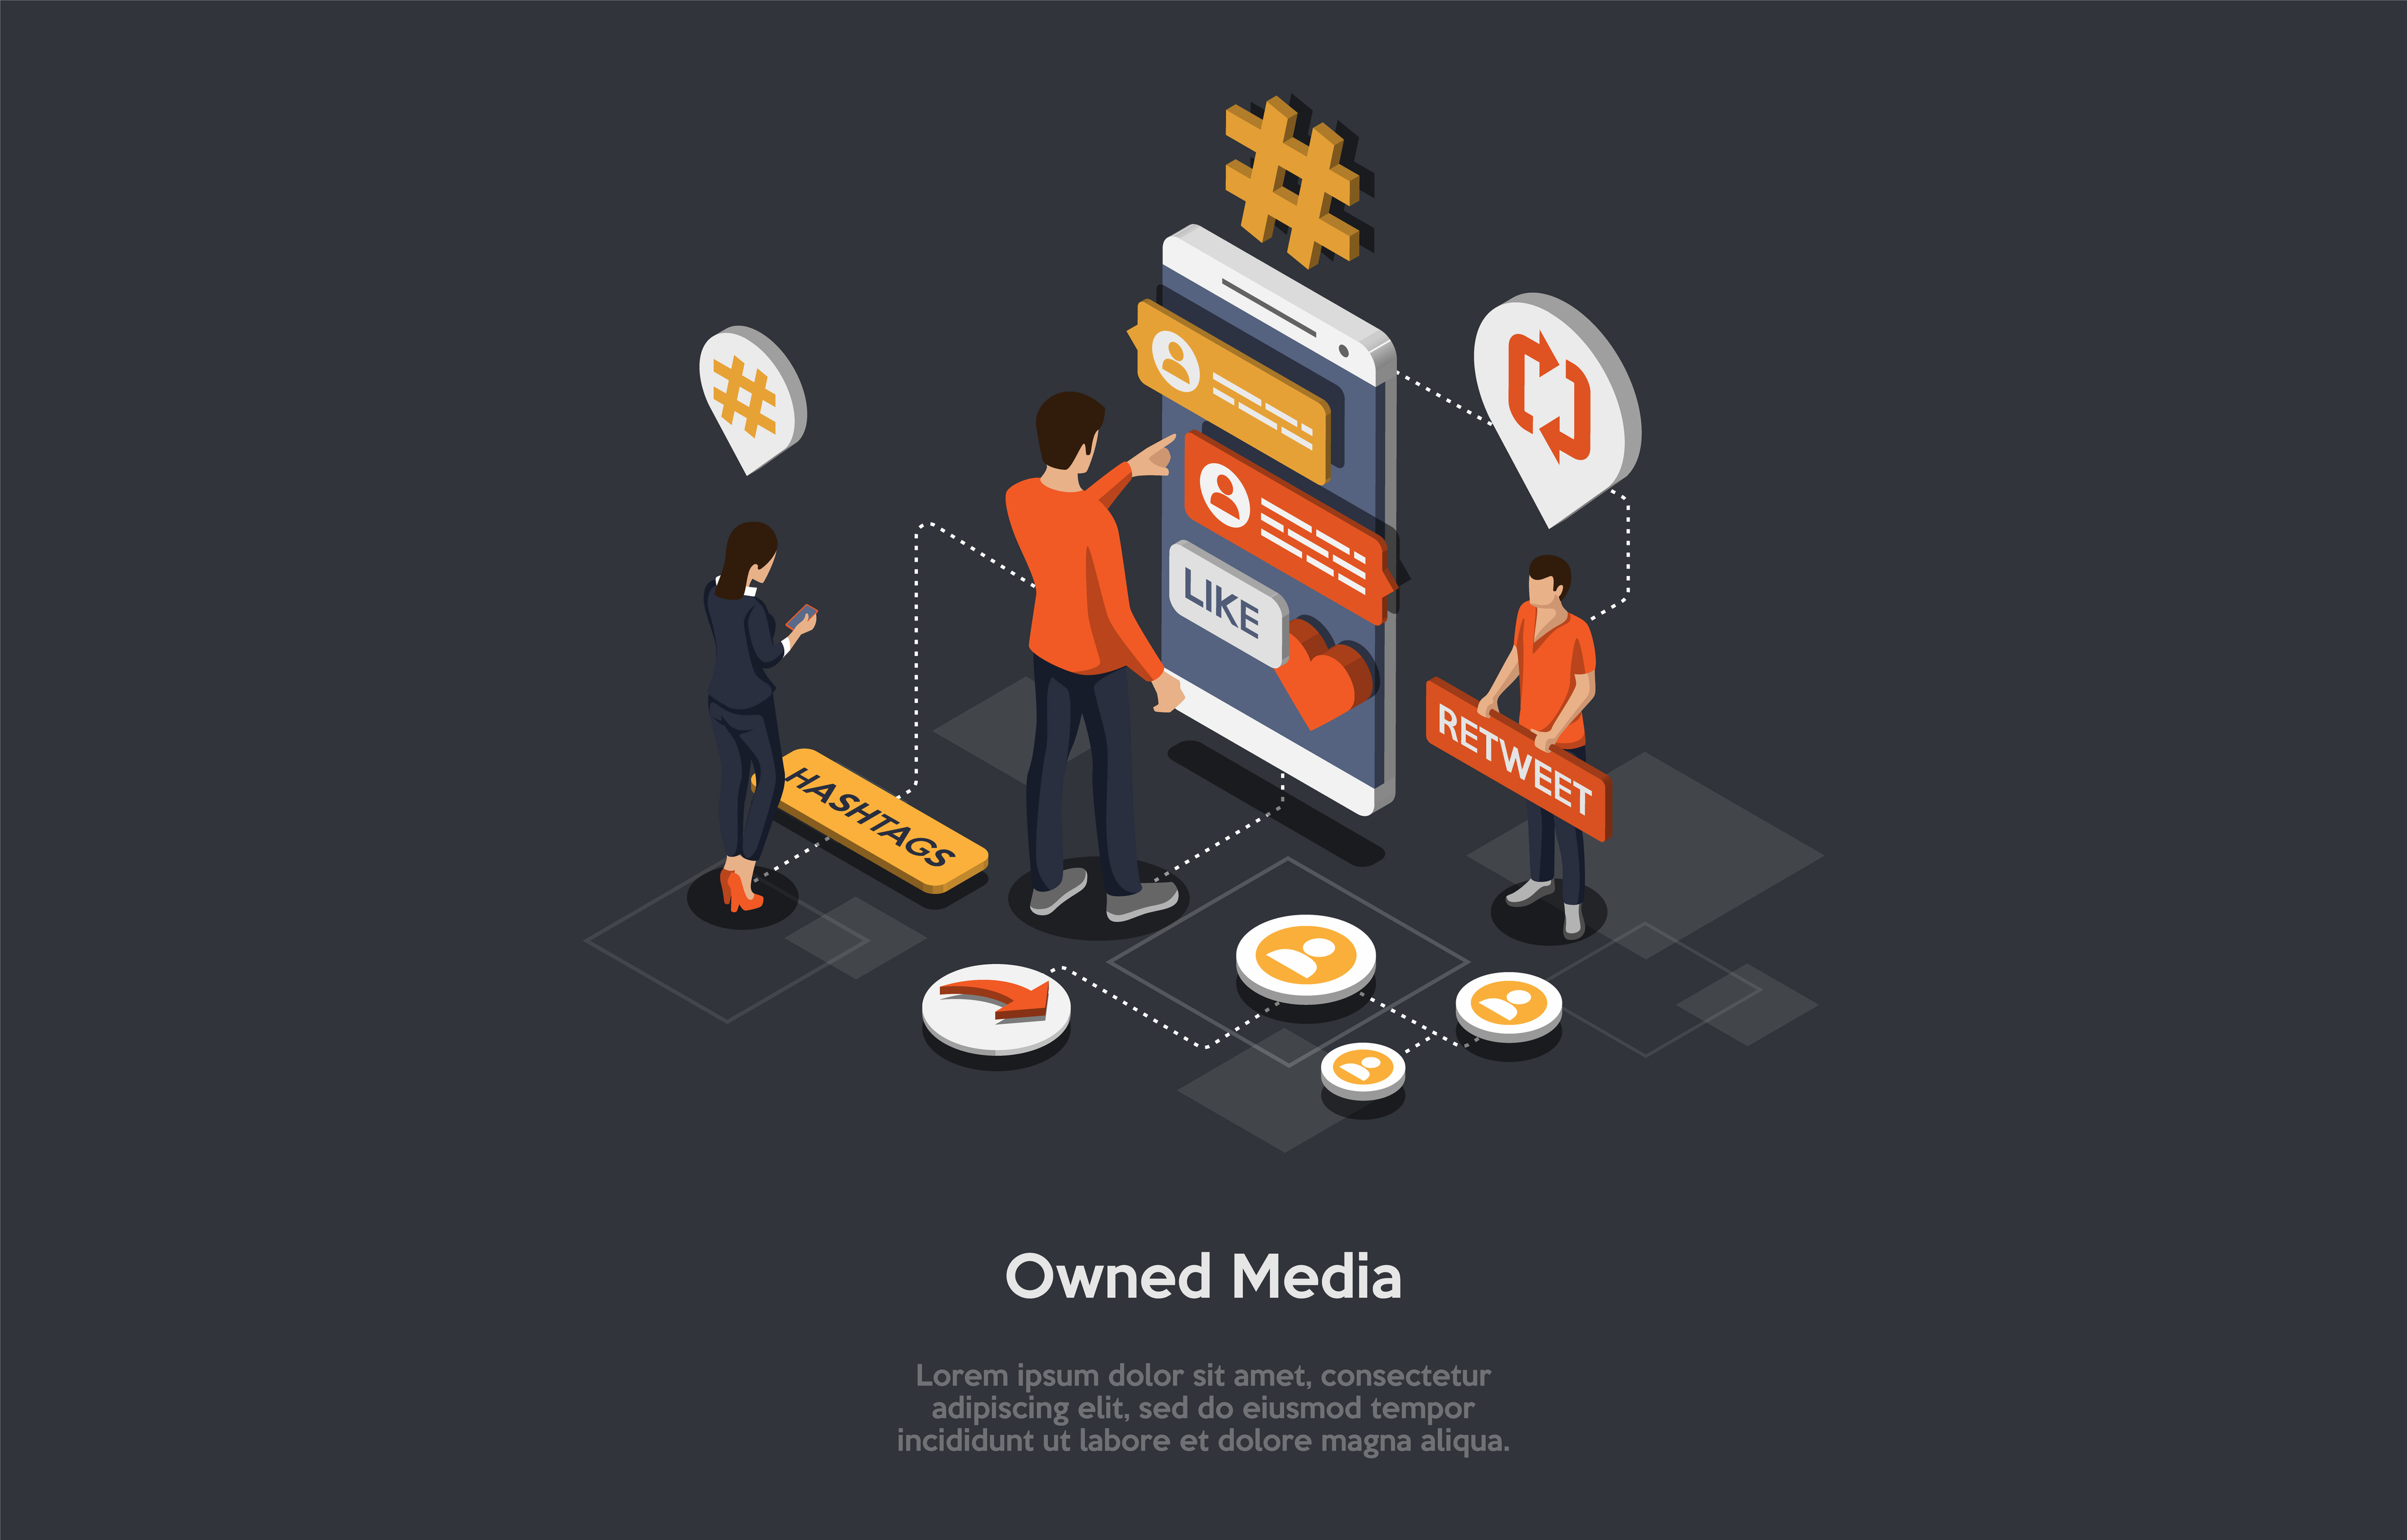 #
#
LIKE
RETWEET
HASHTAGS
Owned Media
Lorem ipsum dolor sit amet, consectetur
adipiscing elit, sed do eiusmod tempor
incididunt ut labore et dolore magna aliqua.